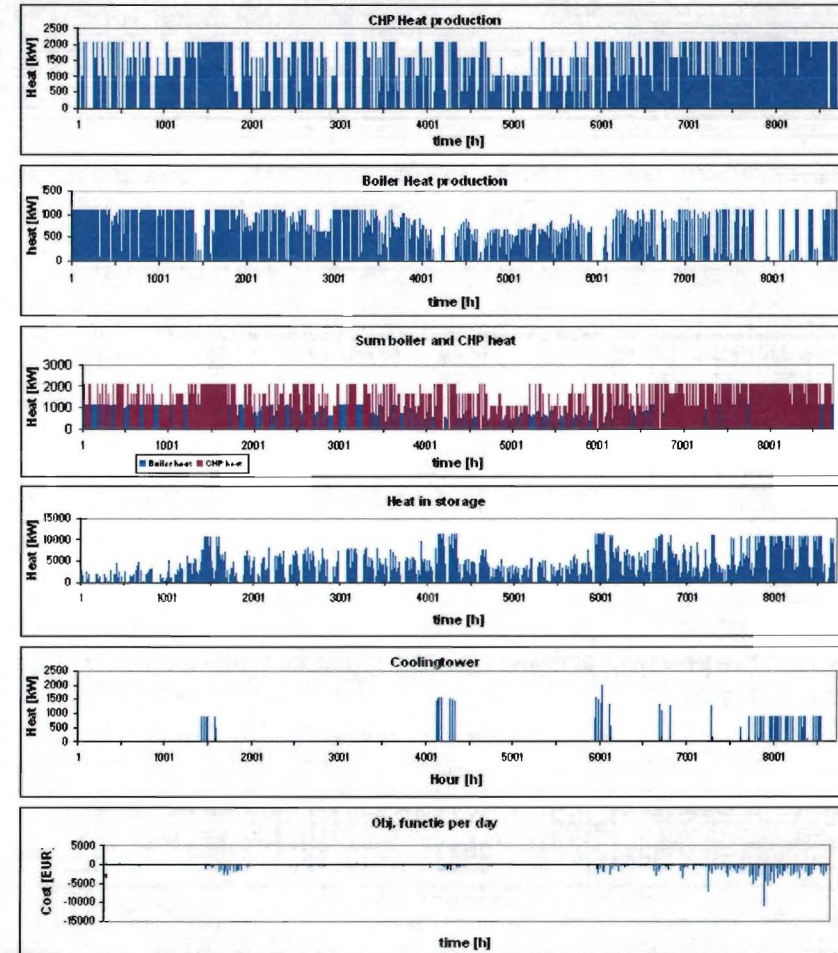 CHP Heat production
Heat [kW]
2500
2000
1500
1000
500
0
1 1001 2001 3001 4001 5001 6001 7001 8001
time [h]
Boiler Heat production
heat [kW]
1500
1000
500
0
1 1001 2001 3001 4001 5001 6001 7001 8001
time [h]
Sum boiler and CHP heat
Heat [kW]
3000
2000
1000
0
1 1001 2001 3001 4001 5001 6001 7001 8001
Boiler heat CHP heat
time [h]
Heat in storage
Heat [kW]
15000
10000
5000
0
1 1001 2001 3001 4001 5001 6001 7001 8001
time [h]
Coolingtower
Heat [kW]
2500
2000
1500
1000
500
0
1 1001 2001 3001 4001 5001 6001 7001 8001
Hour [h]
Obj. functie per day
Cost [EUR]
5000
0
-5000
-10000
-15000
time [h]